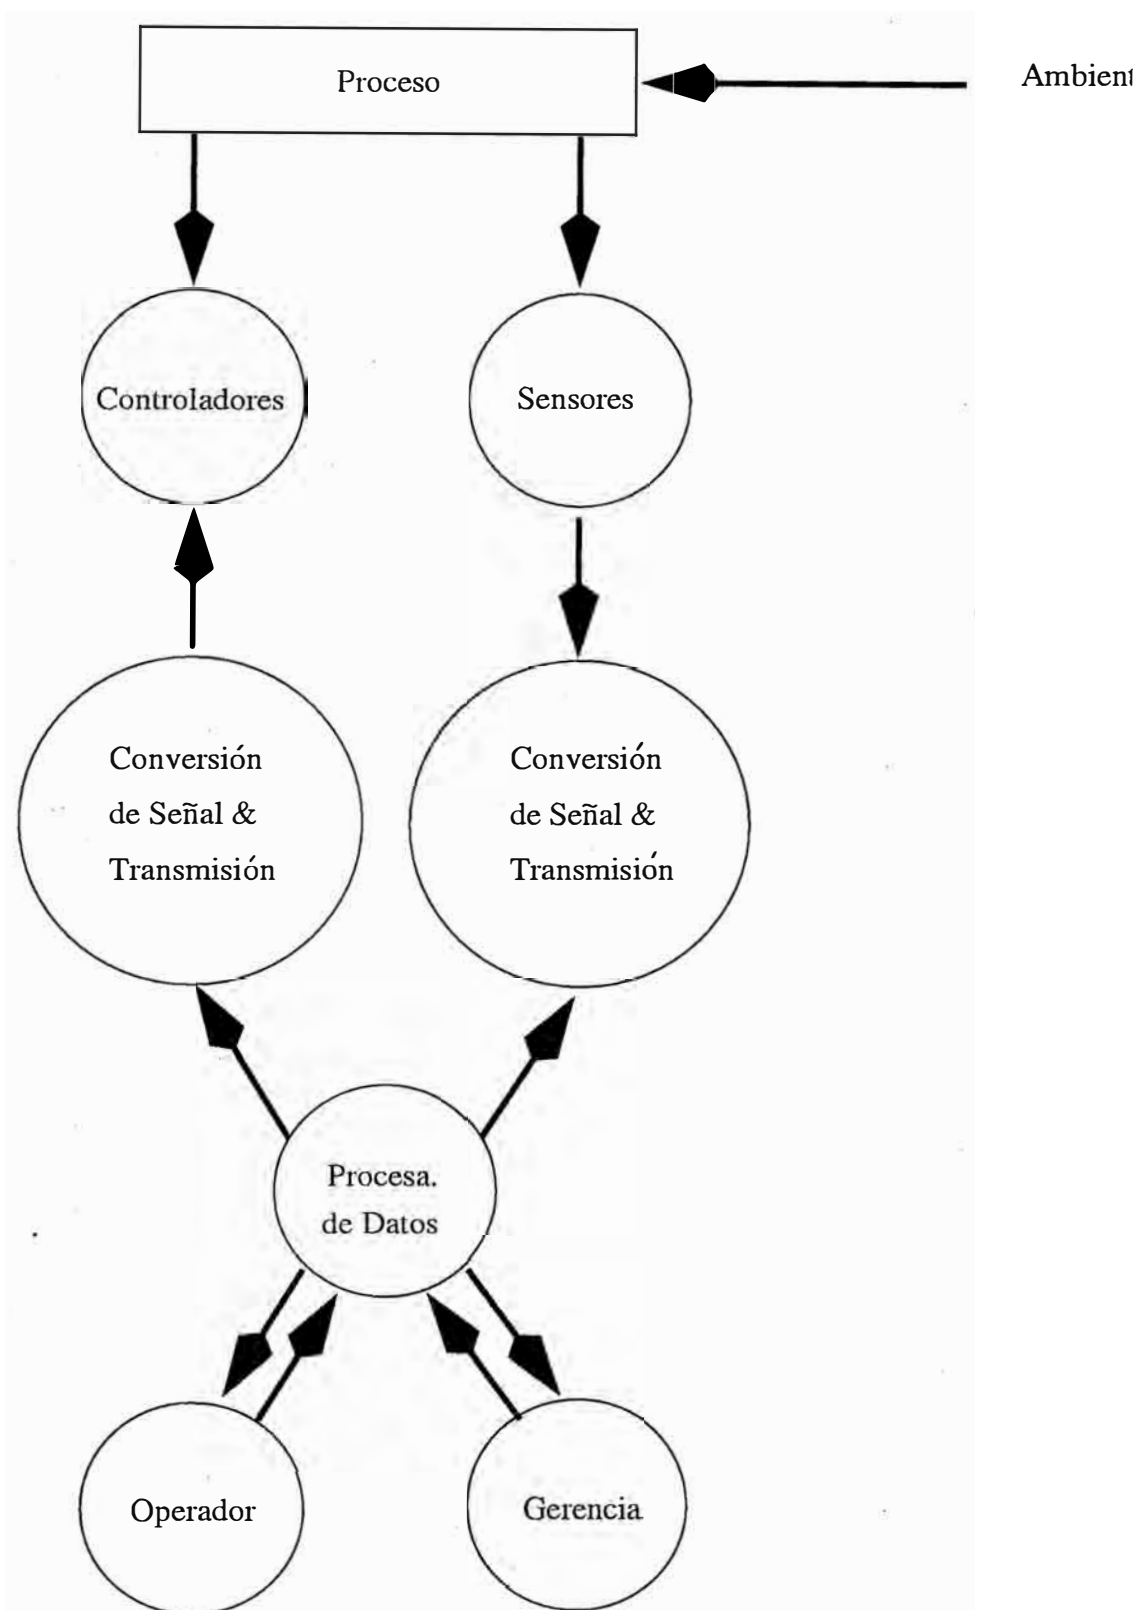 Proceso
Ambient
Controladores
Sensores
Conversión
de Señal &
Transmisión
Conversión
de Señal &
Transmisión
Procesa.
de Datos
Operador
Gerencia